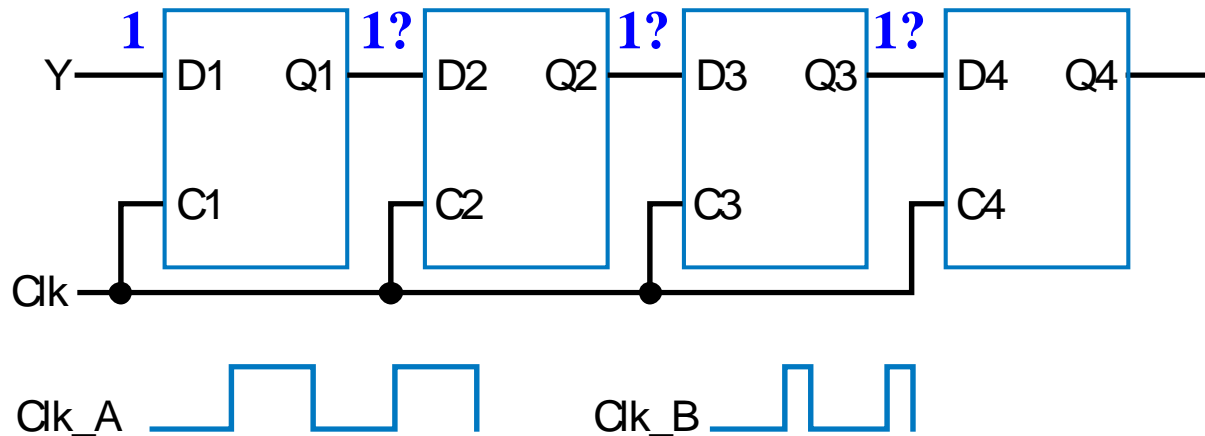 1 1? 1? 1?
Y D1 Q1 D2 Q2 D3 Q3 D4 Q4
C1 C2 C3 C4
Clk
Clk_A Clk_B